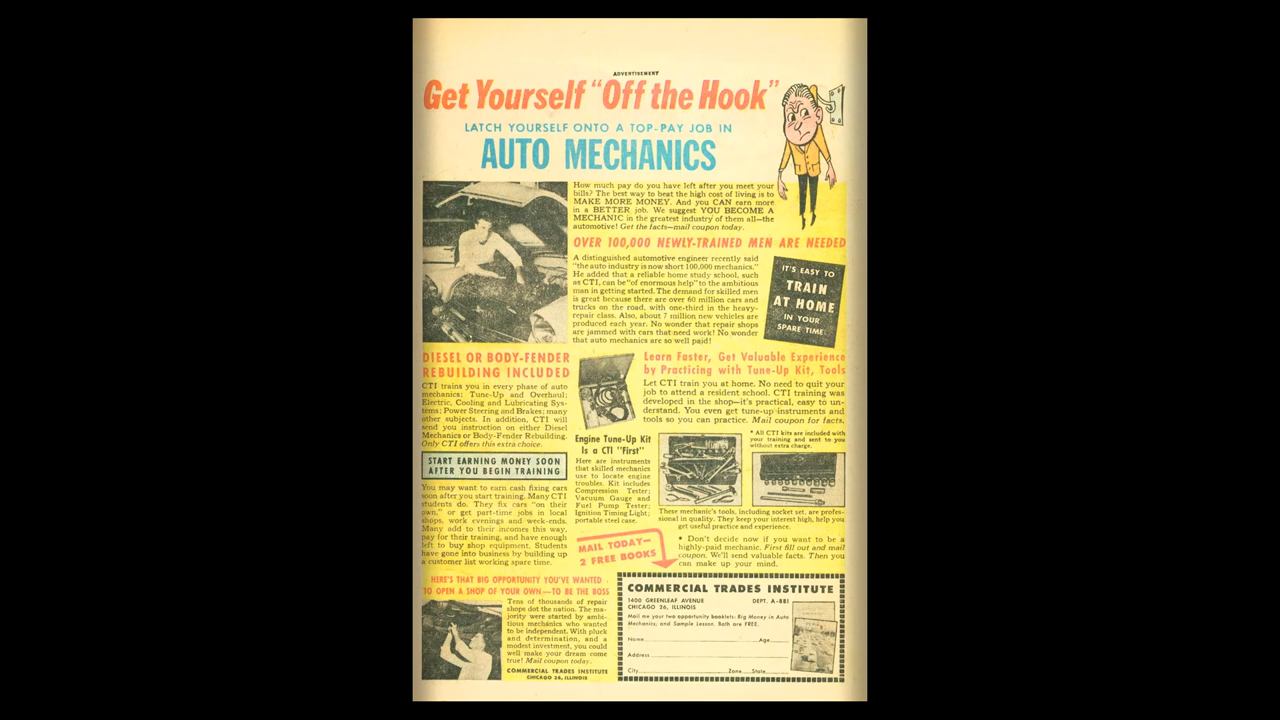 ADVERTISEMENT
Get Yourself "Off the Hook"
LATCH YOURSELF ONTO A TOP-PAY JOB IN
AUTO MECHANICS
How much pay do you have left after you meet your
bills? The best way to beat the high cost of living is to
MAKE MORE MONEY. And you CAN earn more
in a BETTER job. We suggest YOU BECOME A
MECHANIC in the greatest industry of them all—the
automotive! Get the facts—mail coupon today.
OVER 100,000 NEWLY-TRAINED MEN ARE NEEDED
A distinguished automotive engineer recently said
"the auto industry is now short 100,000 mechanics."
He added that a reliable home study school, such
as CTI, can be "of enormous help" to the ambitious
man in getting started. The demand for skilled men
is great because there are over 60 million cars and
trucks on the road, with one-third in the heavy-
repair class. Also, about 7 million new vehicles are
produced each year. No wonder that repair shops
are jammed with cars that need work! No wonder
that auto mechanics are so well paid!
IT'S EASY TO
TRAIN
AT HOME
IN YOUR
SPARE TIME
DIESEL OR BODY-FENDER
REBUILDING INCLUDED
CTI trains you in every phase of auto
mechanics: Tune-Up and Overhaul;
Electric, Cooling and Lubricating Sys-
tems; Power Steering and Brakes; many
other subjects. In addition, CTI will
send you instruction on either Diesel
Mechanics or Body-Fender Rebuilding.
Only CTI offers this extra choice.
START EARNING MONEY SOON
AFTER YOU BEGIN TRAINING
You may want to earn cash fixing cars
soon after you start training. Many CTI
students do. They fix cars "on their
own," or get part-time jobs in local
shops, work evenings and week-ends.
Many add to their incomes this way,
pay for their training, and have enough
left to buy shop equipment. Students
have gone into business by building up
a customer list working spare time.
Learn Faster, Get Valuable Experience
by Practicing with Tune-Up Kit, Tools
Let CTI train you at home. No need to quit your
job to attend a resident school. CTI training was
developed in the shop—it's practical, easy to un-
derstand. You even get tune-up instruments and
tools so you can practice. Mail coupon for facts.
Engine Tune-Up Kit
Is a CTI "First"
Here are instruments
that skilled mechanics
use to locate engine
troubles. Kit includes
Compression Tester;
Vacuum Gauge and
Fuel Pump Tester;
Ignition Timing Light;
portable steel case.
* All CTI kits are included with
your training and sent to you
without extra charge.
These mechanic's tools, including socket set, are profes-
sional in quality. They keep your interest high, help you
get useful practice and experience.
MAIL TODAY—
2 FREE BOOKS
* Don't decide now if you want to be a
highly-paid mechanic. First fill out and mail
coupon. We'll send valuable facts. Then you
can make up your mind.
HERE'S THAT BIG OPPORTUNITY YOU'VE WANTED
TO OPEN A SHOP OF YOUR OWN—TO BE THE BOSS
Tens of thousands of repair
shops dot the nation. The ma-
jority were started by ambi-
tious mechanics who wanted
to be independent. With pluck
and determination, and a
modest investment, you could
well make your dream come
true! Mail coupon today.
COMMERCIAL TRADES INSTITUTE
CHICAGO 26, ILLINOIS
COMMERCIAL TRADES INSTITUTE
1400 GREENLEAF AVENUE DEPT. A-881
CHICAGO 26, ILLINOIS
Mail me your two opportunity booklets: Big Money in Auto
Mechanics; and Sample Lesson. Both are FREE.
Name Age
Address
City Zone State